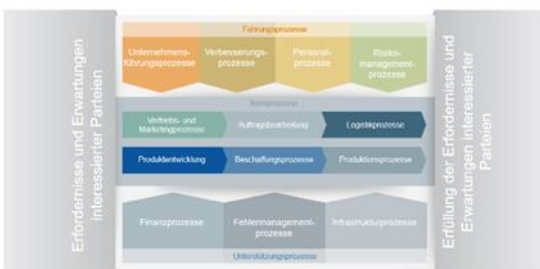 Erfordernisse und Erwartungen
interessierter Parteien
Führungsprozesse
Unternehmens-
führungsprozesse
Verbesserungs-
prozesse
Personal-
prozesse
Risiko-
management-
prozesse
Kernprozesse
Vertriebs- und
Marketingprozesse
Auftragsbearbeitung
Logistikprozesse
Produktentwicklung
Beschaffungsprozesse
Produktionsprozesse
Finanzprozesse
Fehlermanagement-
prozesse
Infrastrukturprozesse
Unterstützungsprozesse
Erfüllung der Erfordernisse und
Erwartungen interessierter
Parteien